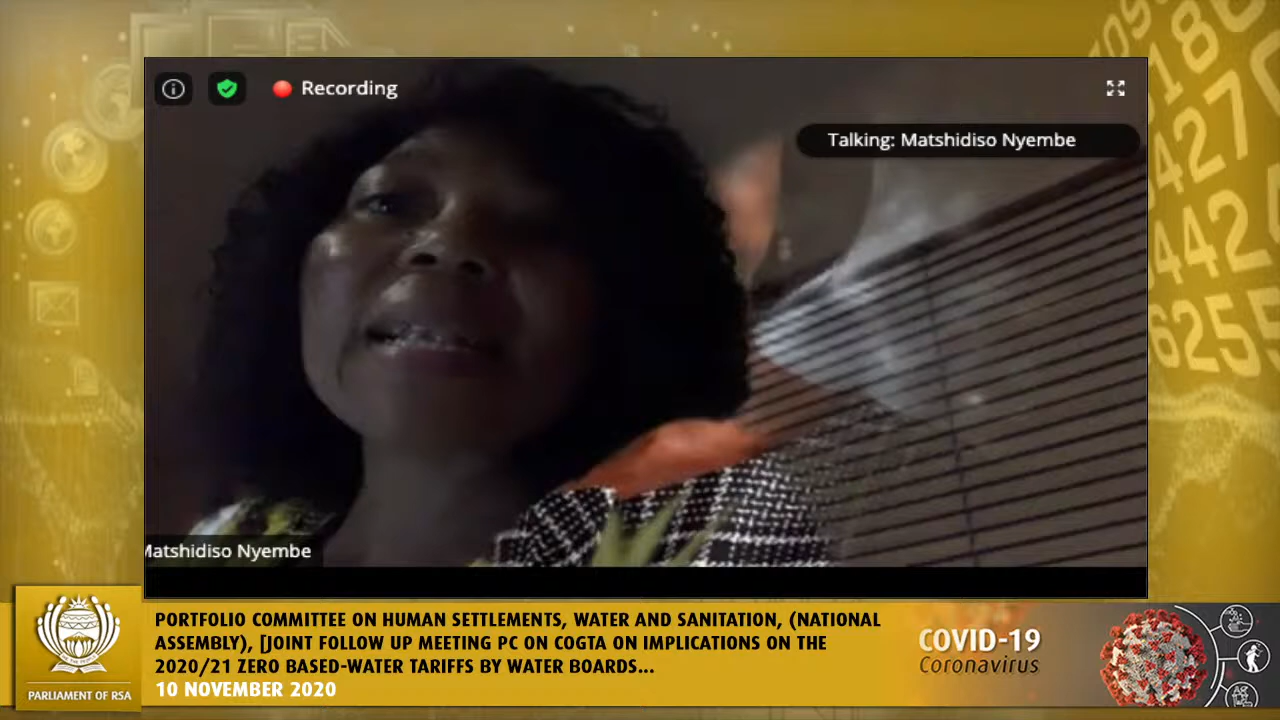 Recording
Talking: Matshidiso Nyembe
Matshidiso Nyembe
PORTFOLIO COMMITTEE ON HUMAN SETTLEMENTS, WATER AND SANITATION, (NATIONAL
ASSEMBLY), [JOINT FOLLOW UP MEETING PC ON COGTA ON IMPLICATIONS ON THE
2020/21 ZERO BASED-WATER TARIFFS BY WATER BOARDS...
10 NOVEMBER 2020
PARLIAMENT OF RSA
COVID-19
Coronavirus